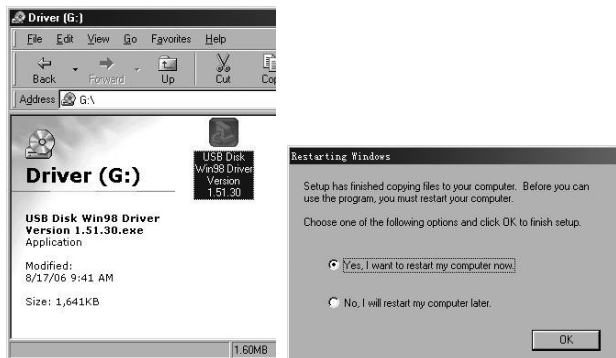 Driver (G:)
File Edit View Go Favorites Help
Back Forward Up Cut
Address G:\
USB Disk
Win98 Driver
Version
1.51.30
Driver (G:)
USB Disk Win98 Driver
Version 1.51.30.exe
Application
Modified:
8/17/06 9:41 AM
Size: 1,641KB
1.60MB
Restarting Windows
Setup has finished copying files to your computer. Before you can
use the program, you must restart your computer.
Choose one of the following options and click OK to finish setup.
Yes, I want to restart my computer now.
No, I will restart my computer later.
OK